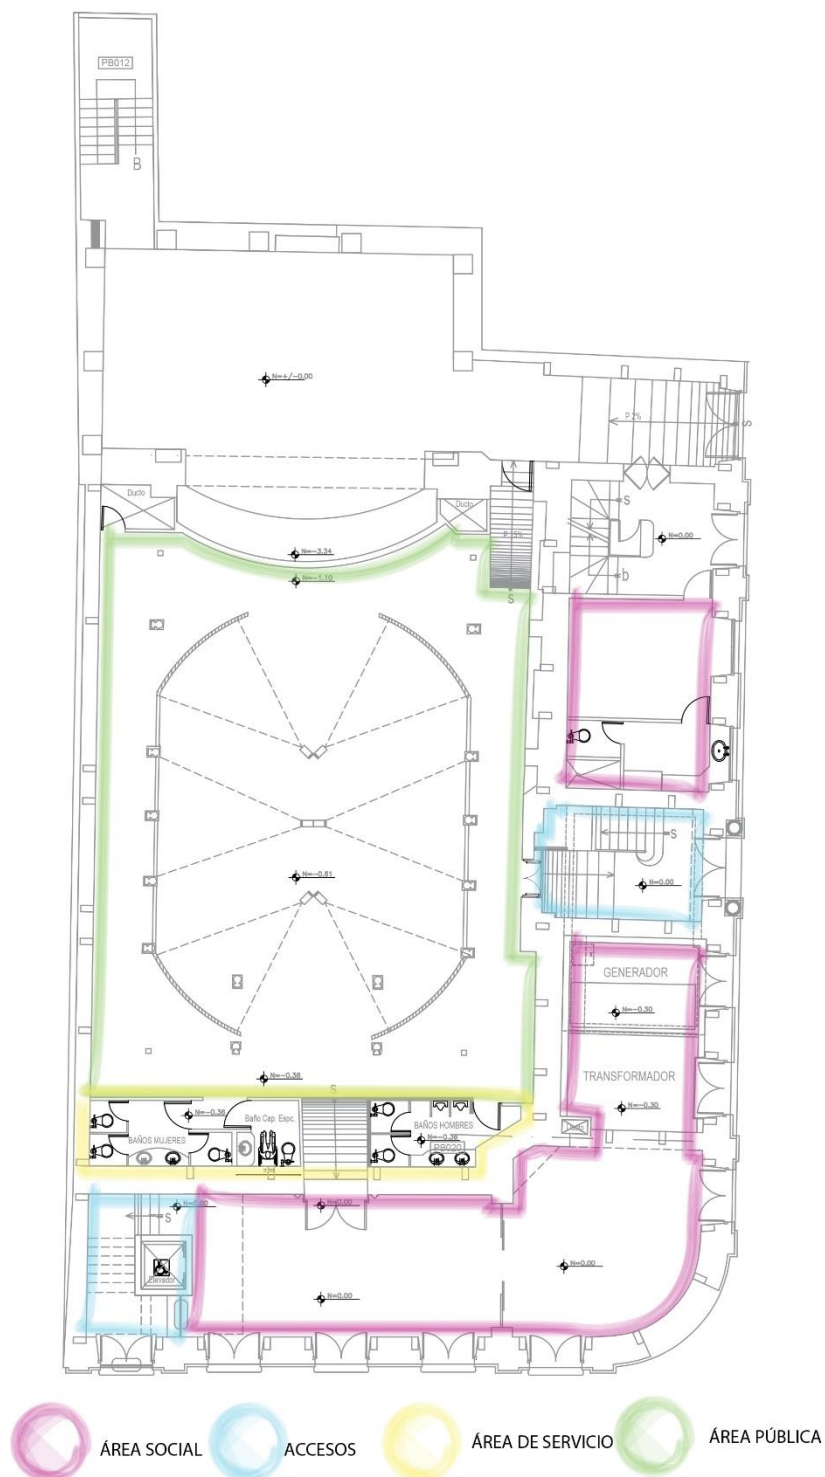 PB012
B
N=+/-0.00
P 2%
S
Ducto
Ducto
S
N=-3.34
N=-1.10
N=0.00
b
S
S
N=-0.81
N=0.00
GENERADOR
N=-0.30
TRANSFORMADOR
N=-0.30
N=-0.36
S
N=-0.36
Baño Cap. Espc.
BAÑOS HOMBRES
BAÑOS MUJERES
N=-0.36
PB020
N=0.00
N=0.00
S
Elevador
N=0.00
N=0.00
ÁREA SOCIAL
ACCESOS
ÁREA DE SERVICIO
ÁREA PÚBLICA